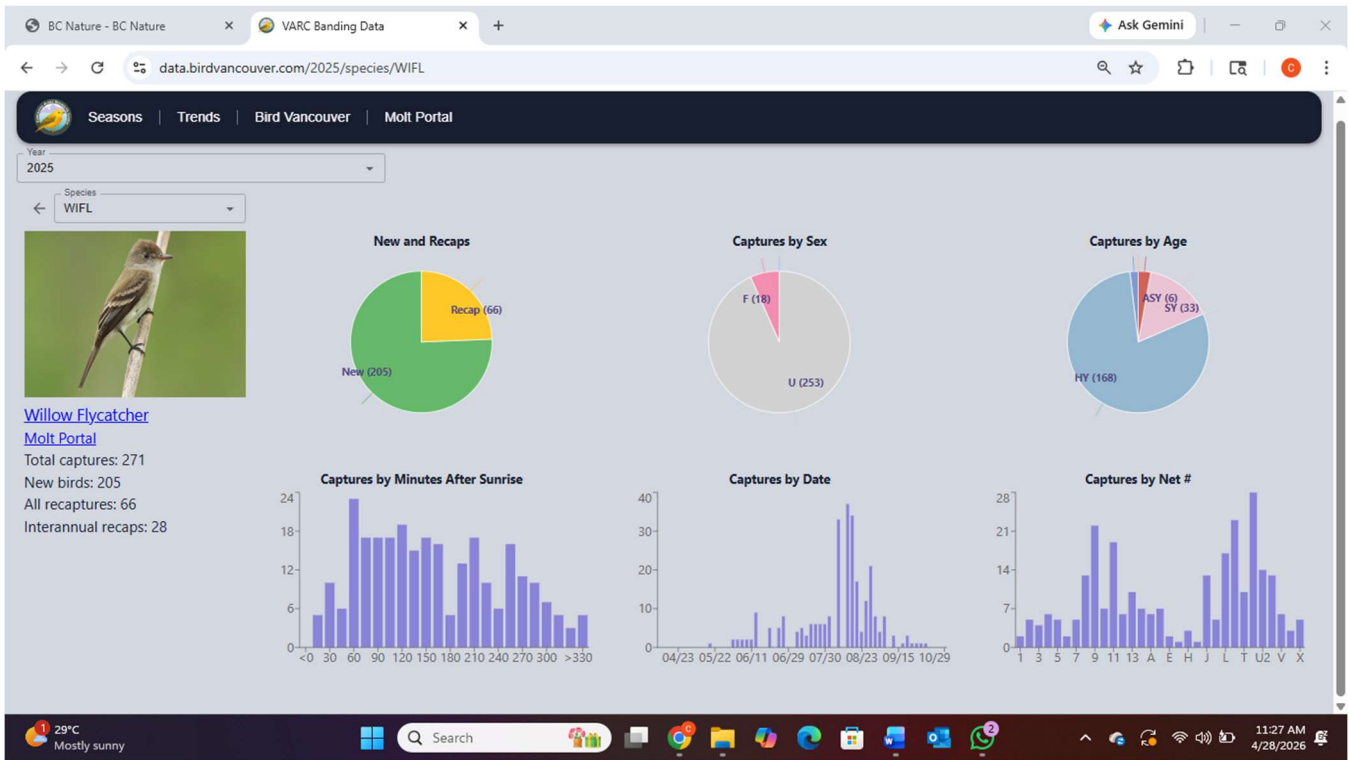 BC Nature - BC Nature
VARC Banding Data
Ask Gemini
data.birdvancouver.com/2025/species/WIFL
C
Seasons | Trends | Bird Vancouver | Molt Portal
Year
2025
Species
WIFL
Willow Flycatcher
Molt Portal
Total captures: 271
New birds: 205
All recaptures: 66
Interannual recaps: 28
New and Recaps
Recap (66)
New (205)
Captures by Sex
F (18)
U (253)
Captures by Age
ASY (6)
SY (33)
HY (168)
Captures by Minutes After Sunrise
24
18
12
6
0
<0 30 60 90 120 150 180 210 240 270 300 >330
Captures by Date
40
30
20
10
0
04/23 05/22 06/11 06/29 07/30 08/23 09/15 10/29
Captures by Net #
28
21
14
7
0
1 3 5 7 9 11 13 A E H J L T U2 V X
1
29°C
Mostly sunny
Search
C
2
11:27 AM
4/28/2026